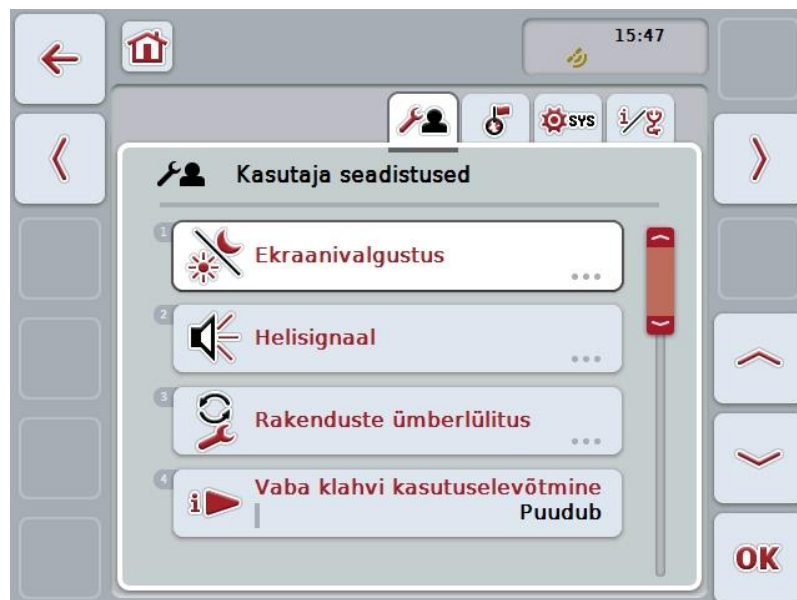 15:47
SYS
i/
Kasutaja seadistused
1
Ekraanivalgustus
...
2
Helisignaal
...
3
Rakenduste ümberlülitus
...
4
i
Vaba klahvi kasutuselevõtmine
Puudub
OK